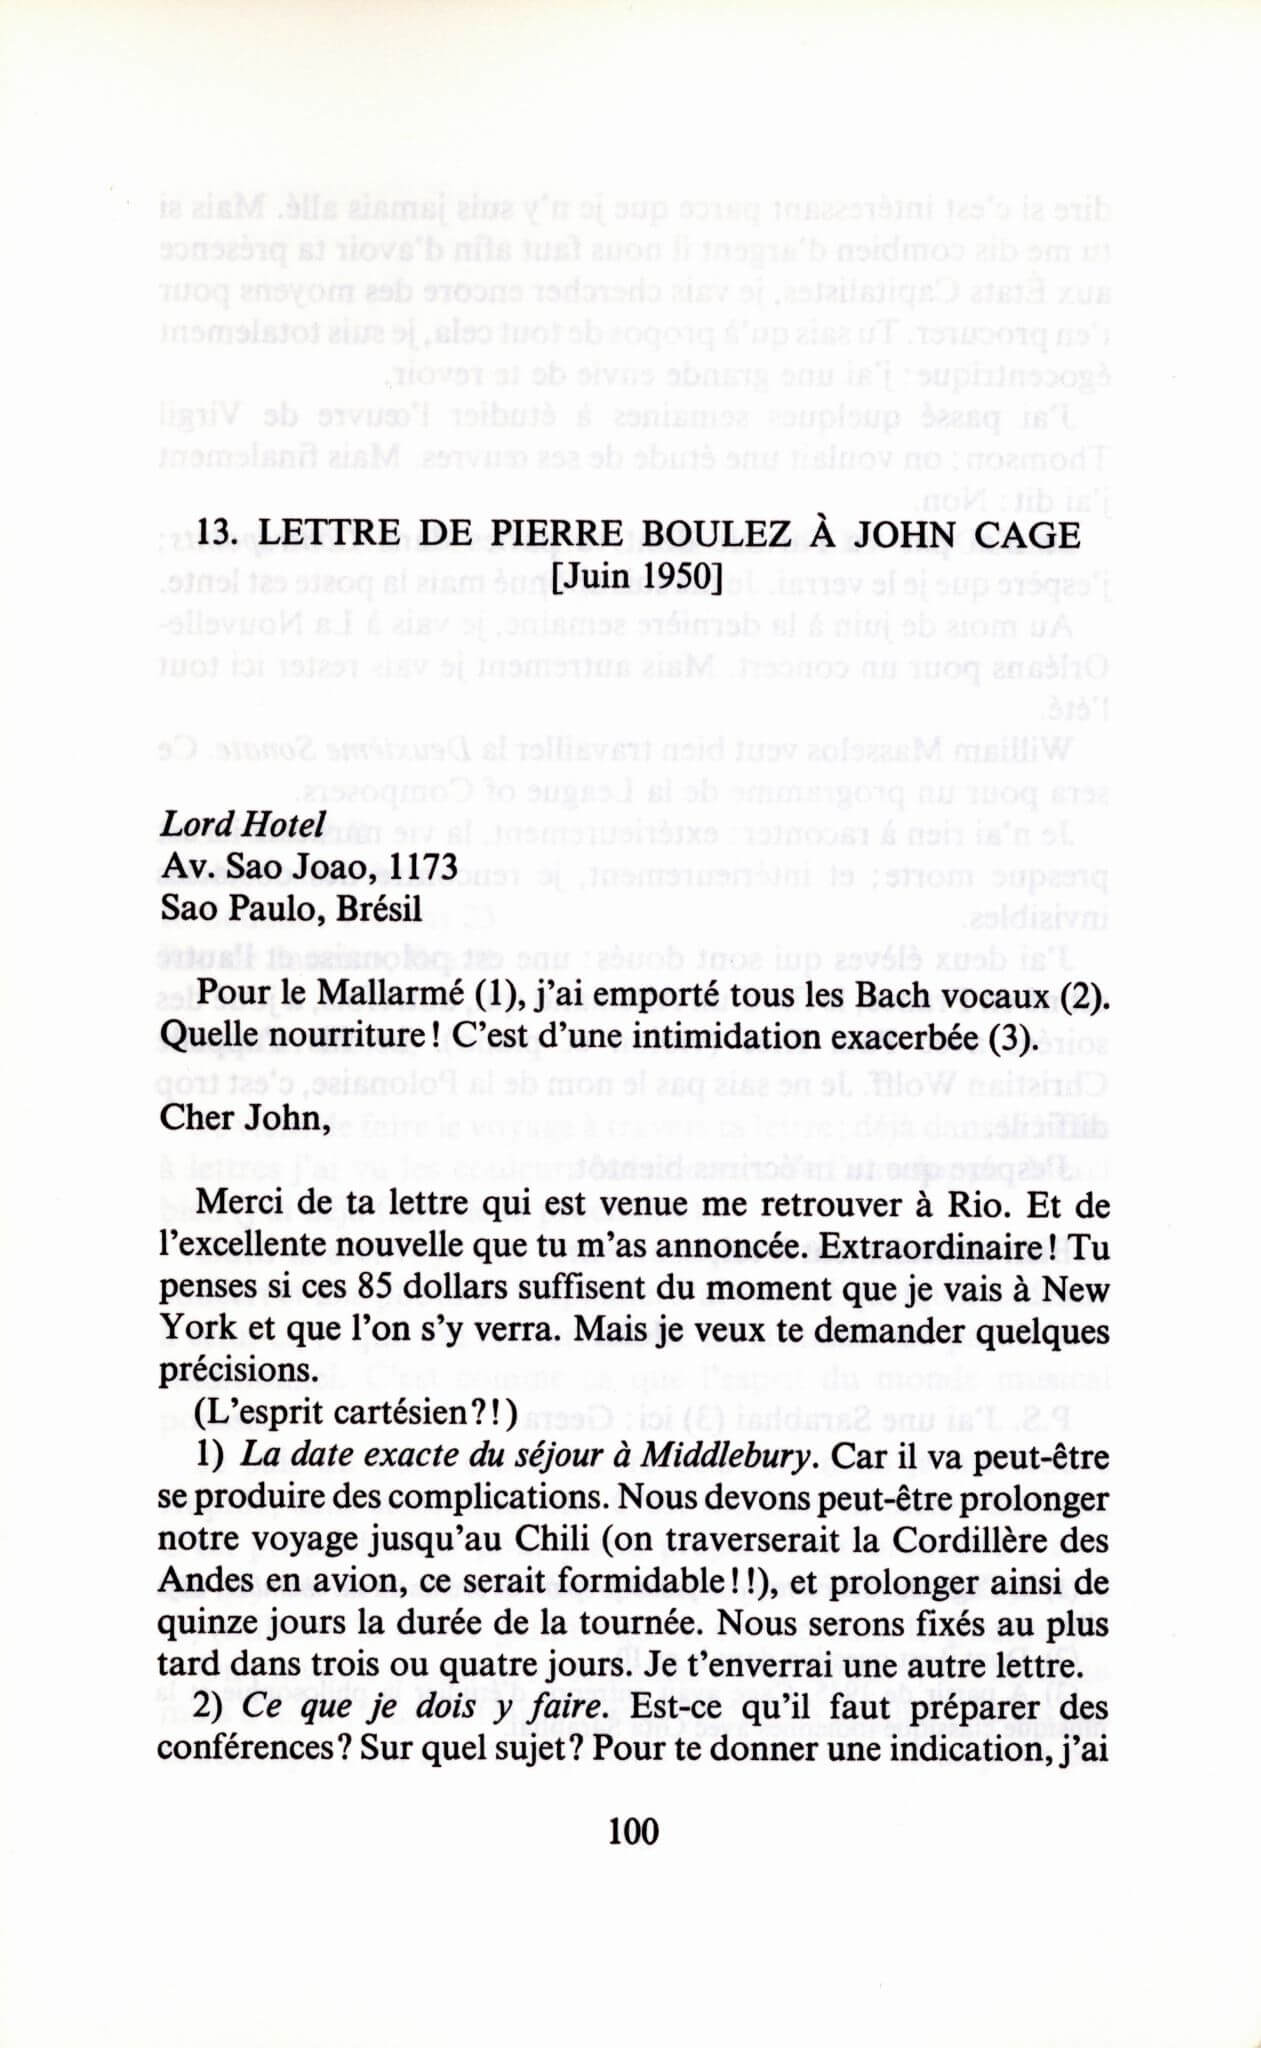 13. LETTRE DE PIERRE BOULEZ À JOHN CAGE
[Juin 1950]
Lord Hotel
Av. Sao Joao, 1173
Sao Paulo, Brésil
Pour le Mallarmé (1), j’ai emporté tous les Bach vocaux (2).
Quelle nourriture ! C’est d’une intimidation exacerbée (3).
Cher John,
Merci de ta lettre qui est venue me retrouver à Rio. Et de
l’excellente nouvelle que tu m’as annoncée. Extraordinaire ! Tu
penses si ces 85 dollars suffisent du moment que je vais à New
York et que l’on s’y verra. Mais je veux te demander quelques
précisions.
(L’esprit cartésien ? !)
1) La date exacte du séjour à Middlebury. Car il va peut-être
se produire des complications. Nous devons peut-être prolonger
notre voyage jusqu’au Chili (on traverserait la Cordillère des
Andes en avion, ce serait formidable ! !), et prolonger ainsi de
quinze jours la durée de la tournée. Nous serons fixés au plus
tard dans trois ou quatre jours. Je t’enverrai une autre lettre.
2) Ce que je dois y faire. Est-ce qu’il faut préparer des
conférences ? Sur quel sujet ? Pour te donner une indication, j’ai
100